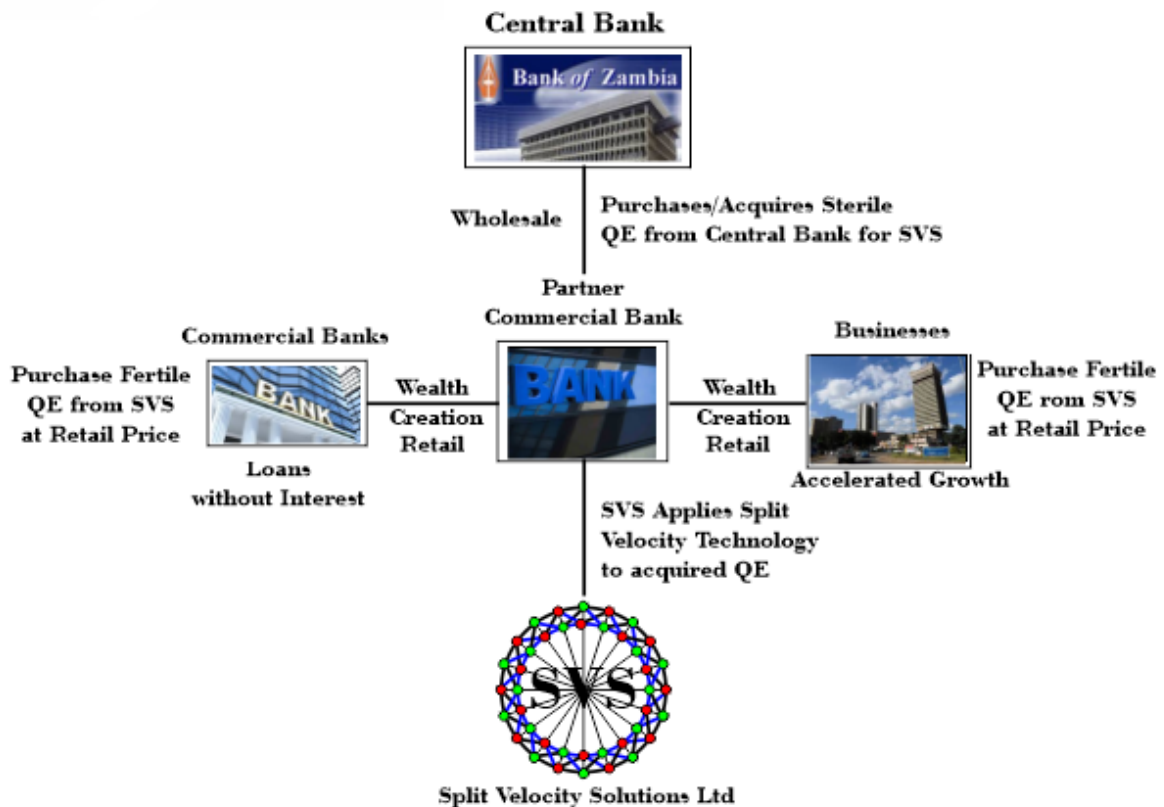 Central Bank
Bank of Zambia
Wholesale
Purchases/Acquires Sterile
QE from Central Bank for SVS
Partner
Commercial Bank
Commercial Banks
Purchase Fertile
QE from SVS
at Retail Price
BANK
Loans
without Interest
Wealth
Creation
Retail
BANK
Wealth
Creation
Retail
Businesses
Purchase Fertile
QE rom SVS
at Retail Price
Accelerated Growth
SVS Applies Split
Velocity Technology
to acquired QE
SVS
Split Velocity Solutions Ltd